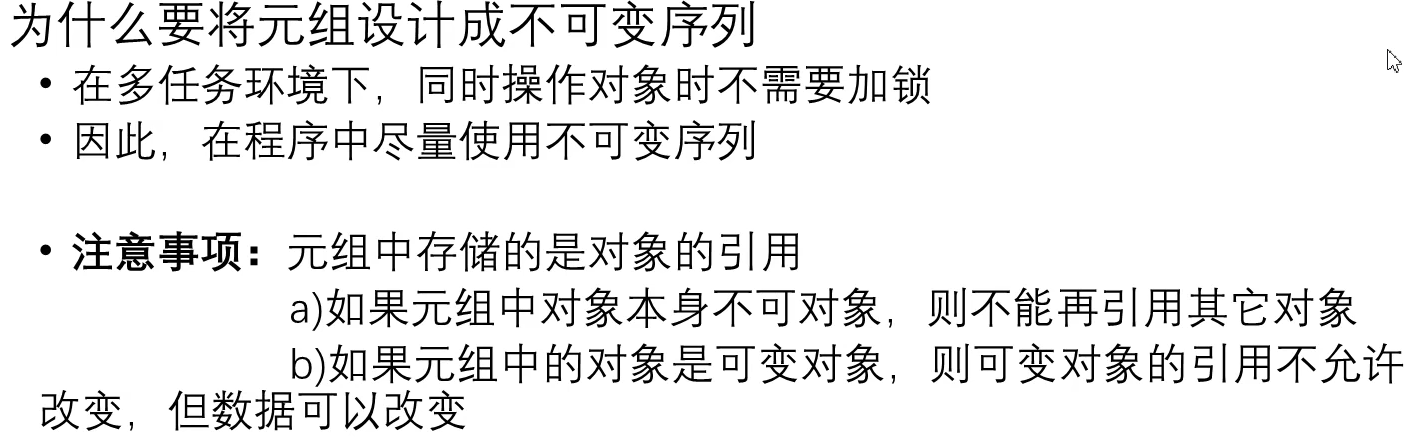 为什么要将元组设计成不可变序列
• 在多任务环境下，同时操作对象时不需要加锁
• 因此，在程序中尽量使用不可变序列
• 注意事项：元组中存储的是对象的引用
a)如果元组中对象本身不可对象，则不能再引用其它对象
b)如果元组中的对象是可变对象，则可变对象的引用不允许
改变，但数据可以改变